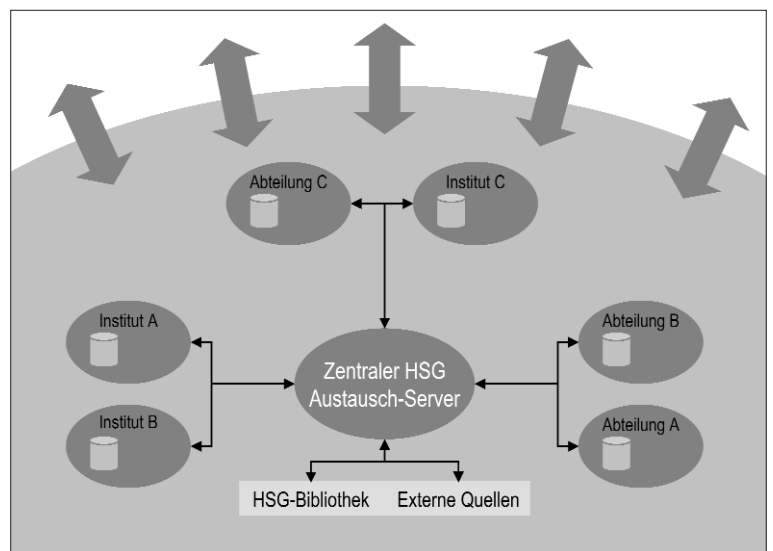 Abteilung C
Institut C
Institut A
Abteilung B
Zentraler HSG
Austausch-Server
Institut B
Abteilung A
HSG-Bibliothek
Externe Quellen